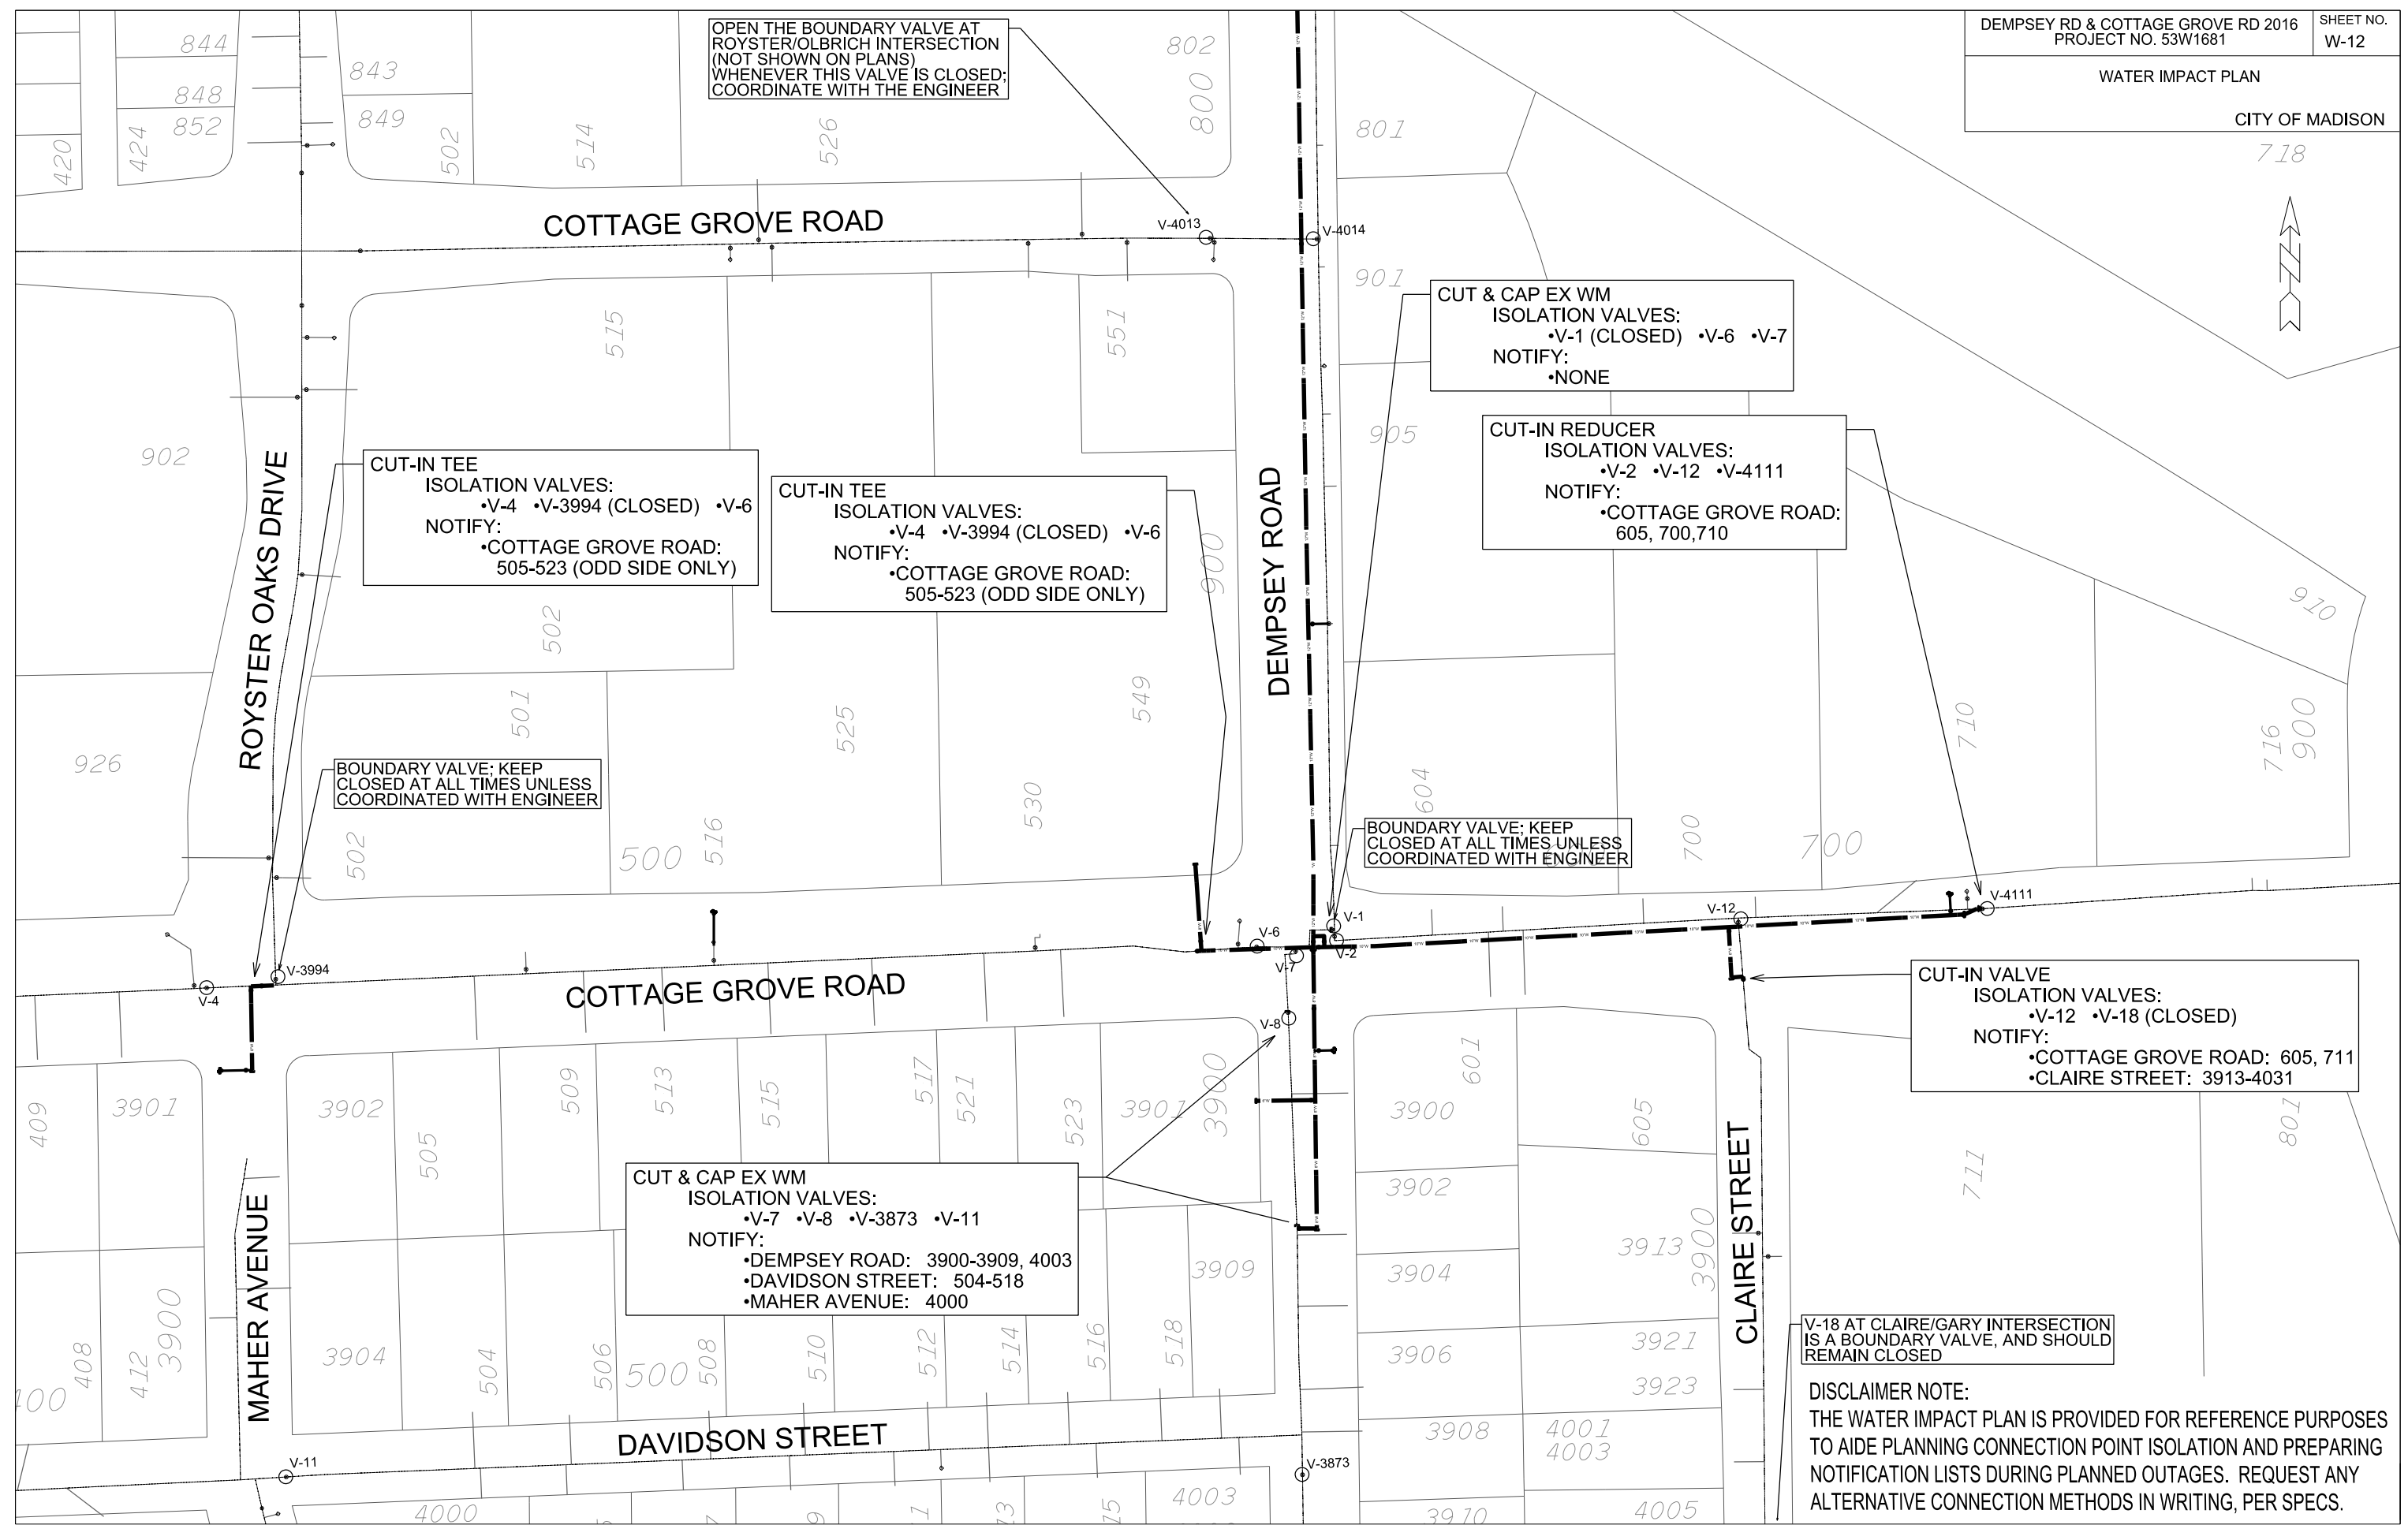 DEMPSEY RD & COTTAGE GROVE RD 2016
PROJECT NO. 53W1681
SHEET NO.
W-12
WATER IMPACT PLAN
CITY OF MADISON
OPEN THE BOUNDARY VALVE AT
ROYSTER/OLBRICH INTERSECTION
(NOT SHOWN ON PLANS)
WHENEVER THIS VALVE IS CLOSED;
COORDINATE WITH THE ENGINEER
844
848
852
843
849
420
424
502
514
526
802
800
801
718
COTTAGE GROVE ROAD
V-4013
V-4014
901
515
551
CUT & CAP EX WM
ISOLATION VALVES:
•V-1 (CLOSED) •V-6 •V-7
NOTIFY:
•NONE
902
905
ROYSTER OAKS DRIVE
CUT-IN TEE
ISOLATION VALVES:
•V-4 •V-3994 (CLOSED) •V-6
NOTIFY:
•COTTAGE GROVE ROAD:
505-523 (ODD SIDE ONLY)
CUT-IN TEE
ISOLATION VALVES:
•V-4 •V-3994 (CLOSED) •V-6
NOTIFY:
•COTTAGE GROVE ROAD:
505-523 (ODD SIDE ONLY)
900
DEMPSEY ROAD
CUT-IN REDUCER
ISOLATION VALVES:
•V-2 •V-12 •V-4111
NOTIFY:
•COTTAGE GROVE ROAD:
605, 700,710
910
502
501
525
549
926
710
716
900
BOUNDARY VALVE; KEEP
CLOSED AT ALL TIMES UNLESS
COORDINATED WITH ENGINEER
502
500
516
530
604
BOUNDARY VALVE; KEEP
CLOSED AT ALL TIMES UNLESS
COORDINATED WITH ENGINEER
700
700
V-3994
V-4
V-6
V-7
V-1
V-2
V-12
V-4111
COTTAGE GROVE ROAD
V-8
CUT-IN VALVE
ISOLATION VALVES:
•V-12 •V-18 (CLOSED)
NOTIFY:
•COTTAGE GROVE ROAD: 605, 711
•CLAIRE STREET: 3913-4031
409
3901
3902
505
509
513
515
517
521
523
3901
3900
3900
601
605
711
801
CUT & CAP EX WM
ISOLATION VALVES:
•V-7 •V-8 •V-3873 •V-11
NOTIFY:
•DEMPSEY ROAD: 3900-3909, 4003
•DAVIDSON STREET: 504-518
•MAHER AVENUE: 4000
3902
3904
3906
3908
3909
3913
3900
3921
3923
CLAIRE STREET
MAHER AVENUE
408
412
3900
3904
504
506
500
508
510
512
514
516
518
V-18 AT CLAIRE/GARY INTERSECTION
IS A BOUNDARY VALVE, AND SHOULD
REMAIN CLOSED
DAVIDSON STREET
4001
4003
V-11
V-3873
4000
4003
3970
4005
DISCLAIMER NOTE:
THE WATER IMPACT PLAN IS PROVIDED FOR REFERENCE PURPOSES
TO AIDE PLANNING CONNECTION POINT ISOLATION AND PREPARING
NOTIFICATION LISTS DURING PLANNED OUTAGES. REQUEST ANY
ALTERNATIVE CONNECTION METHODS IN WRITING, PER SPECS.